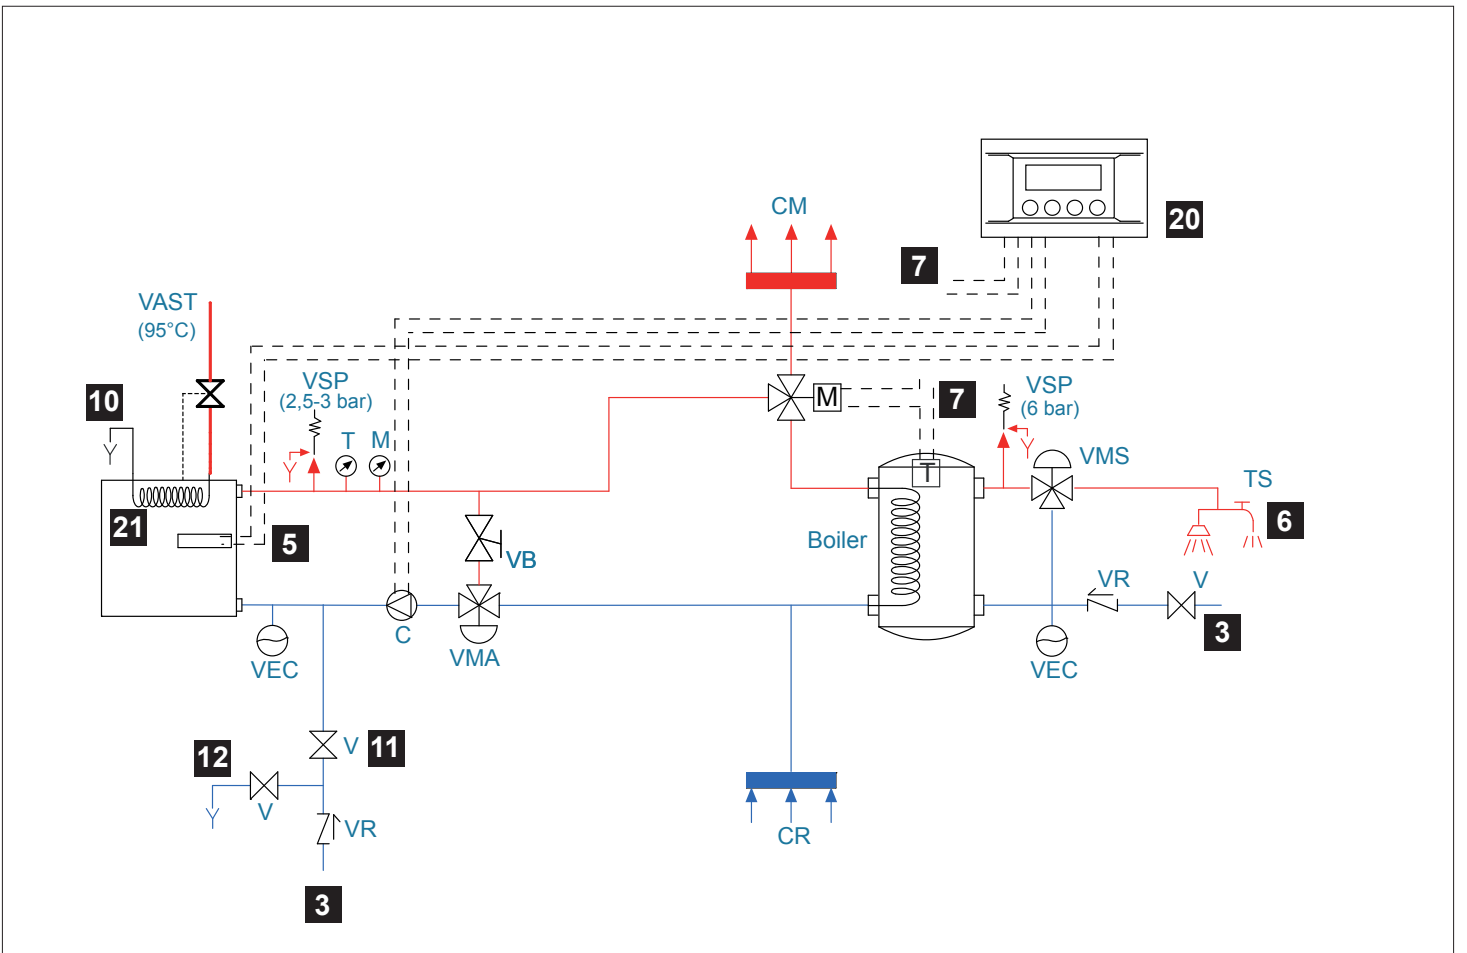 20
CM
7
VAST
(95°C)
VSP
(2,5-3 bar)
10
T
M
M
7
VSP
(6 bar)
VMS
T
TS
6
21
5
VB
Boiler
VR
V
3
C
VEC
VMA
VEC
V
11
12
V
VR
CR
3